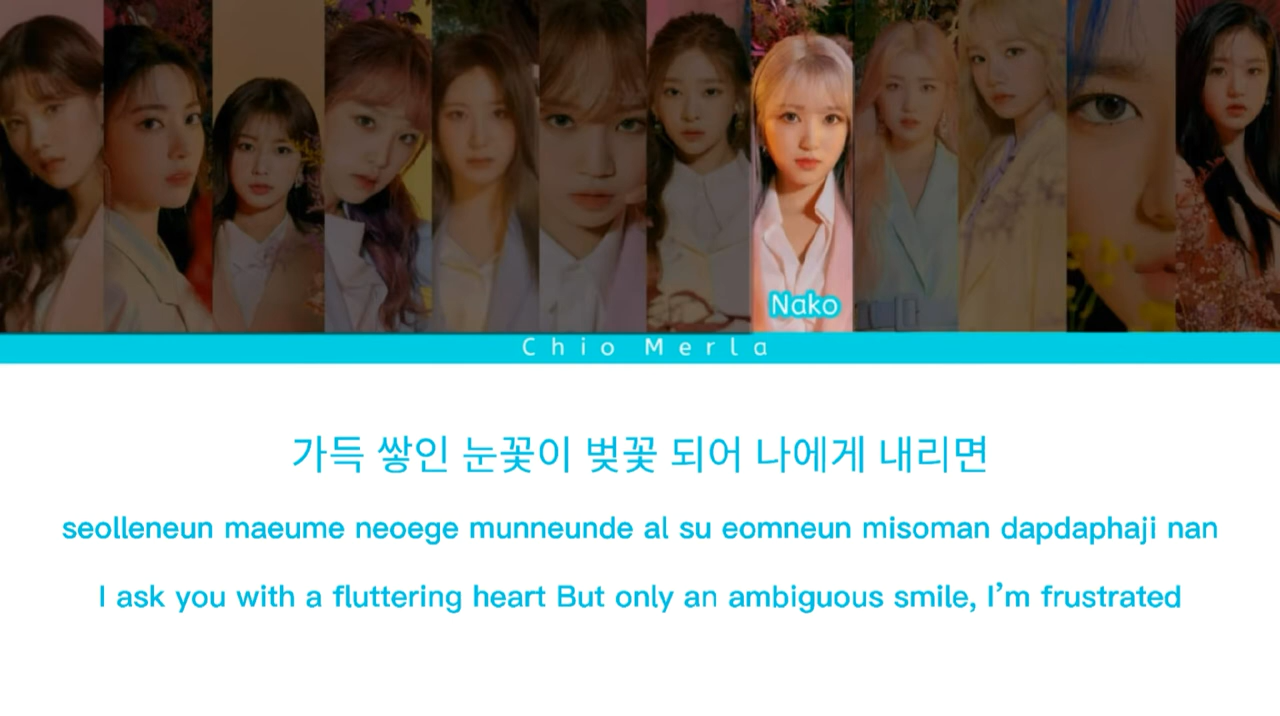 Nako
Chio Merla
가득 쌓인 눈꽃이 벚꽃 되어 나에게 내리면
seolleneun maeume neoege munneunde al su eomneun misoman dapdaphaji nan
I ask you with a fluttering heart But only an ambiguous smile, I’m frustrated